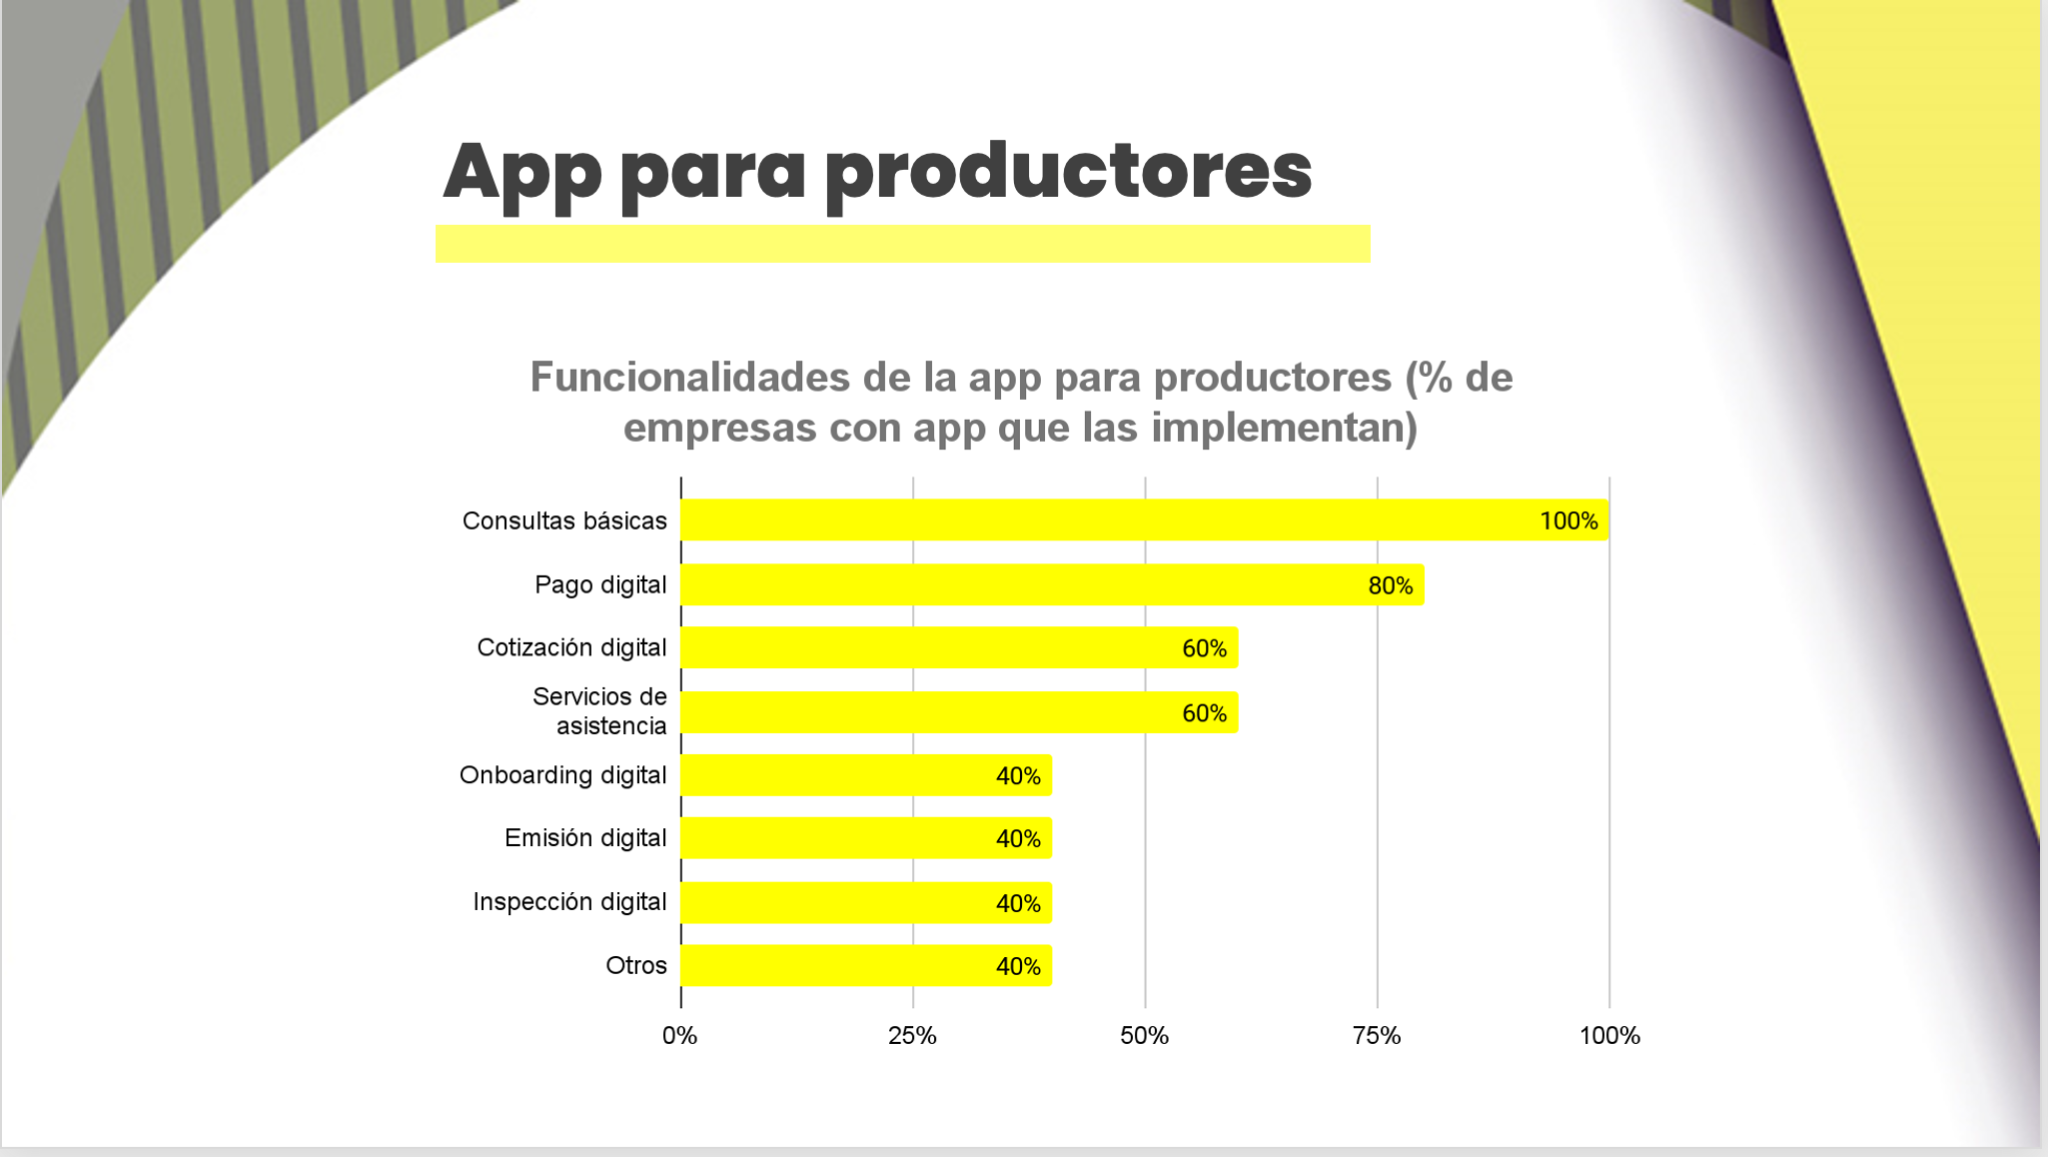 App para productores
Funcionalidades de la app para productores (% de
empresas con app que las implementan)
Consultas básicas 100%
Pago digital 80%
Cotización digital 60%
Servicios de
asistencia 60%
Onboarding digital 40%
Emisión digital 40%
Inspección digital 40%
Otros 40%
0% 25% 50% 75% 100%